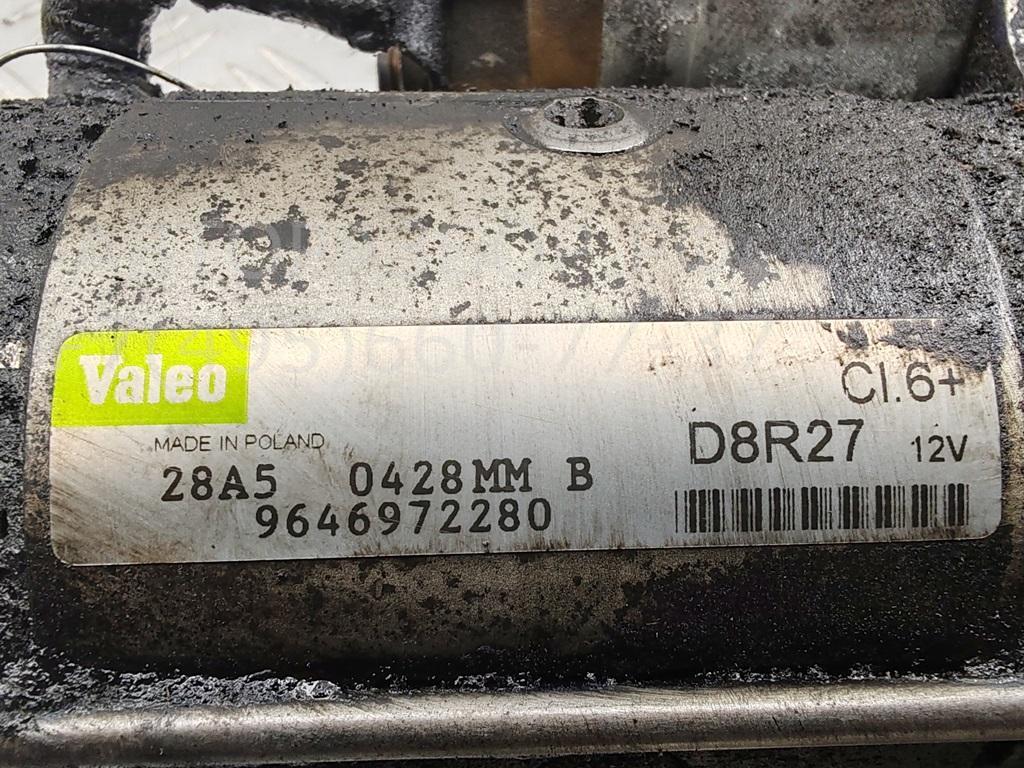 Valeo
Cl.6+
MADE IN POLAND
D8R27 12V
28A5 0428MM B
9646972280